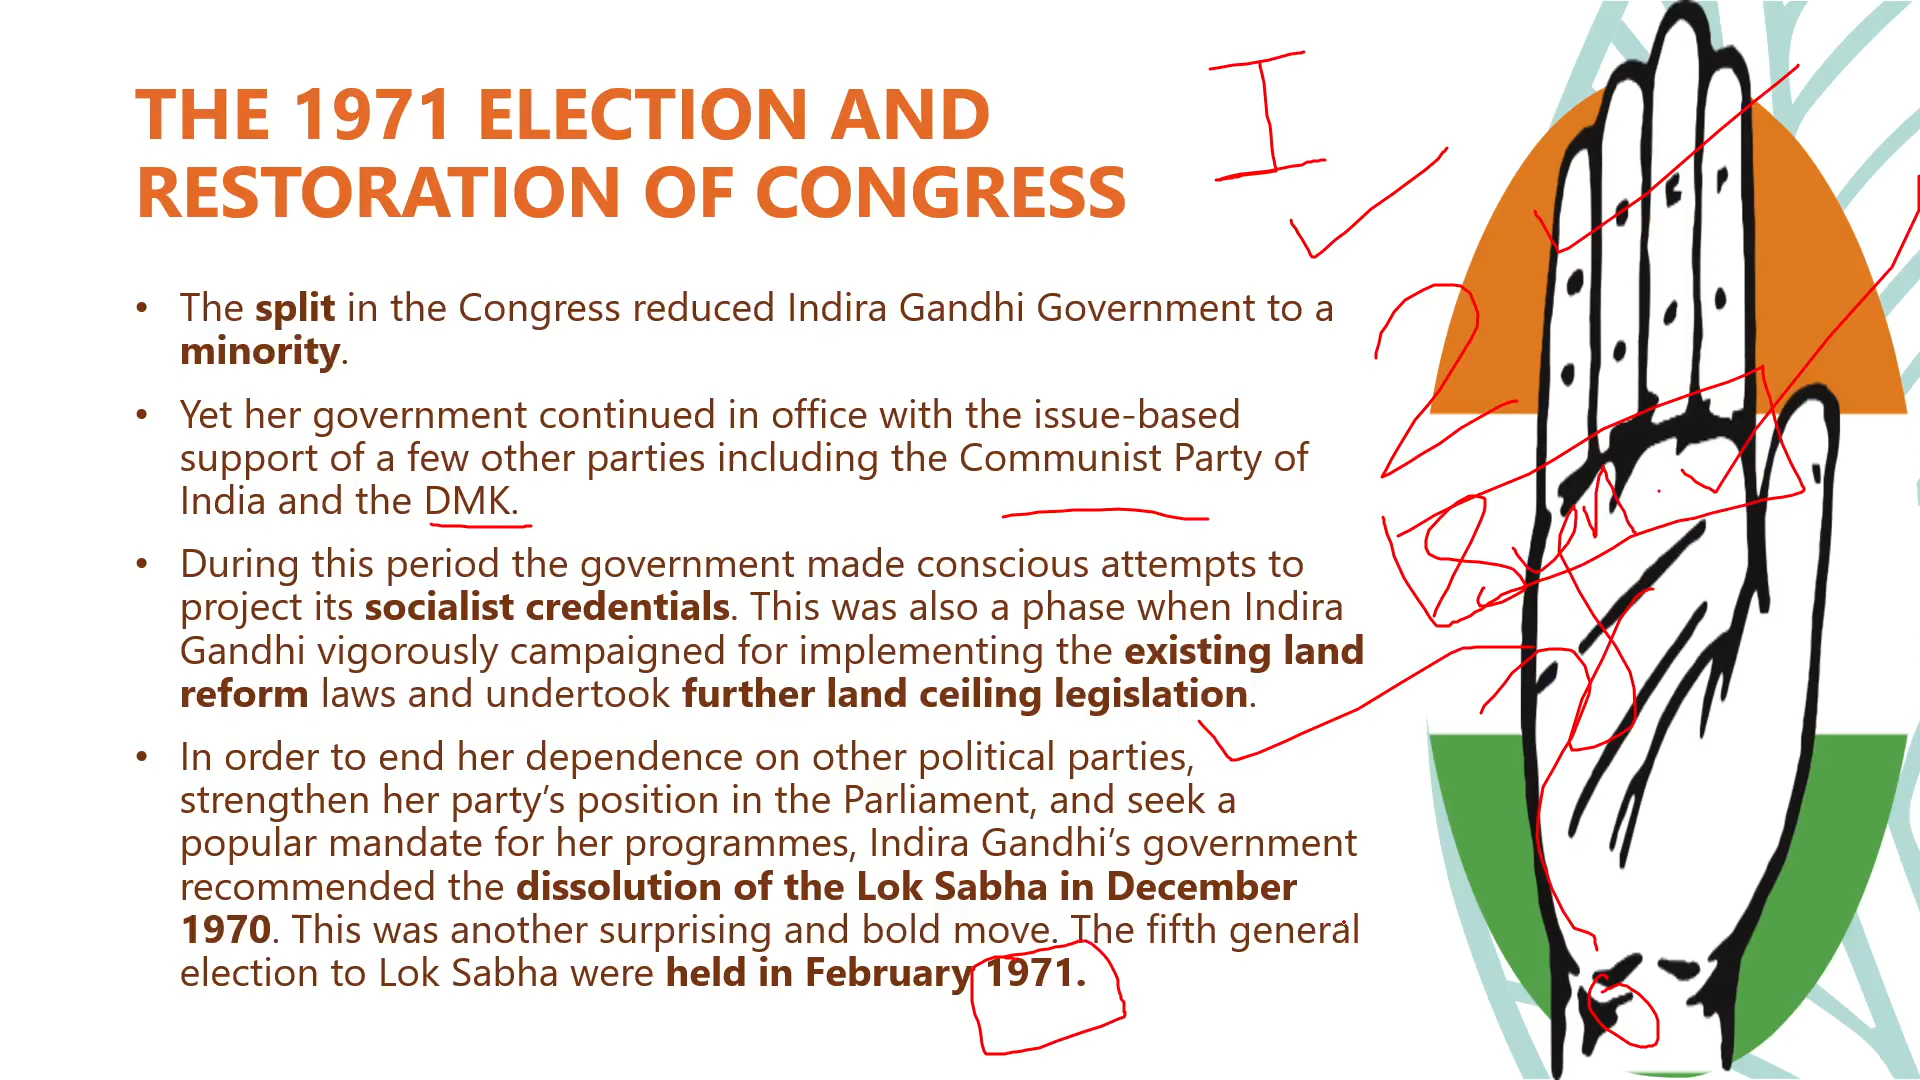 THE 1971 ELECTION AND
RESTORATION OF CONGRESS
I
• The split in the Congress reduced Indira Gandhi Government to a
minority.
• Yet her government continued in office with the issue-based
support of a few other parties including the Communist Party of
India and the DMK.
2
• During this period the government made conscious attempts to
project its socialist credentials. This was also a phase when Indira
Gandhi vigorously campaigned for implementing the existing land
reform laws and undertook further land ceiling legislation.
• In order to end her dependence on other political parties,
strengthen her party’s position in the Parliament, and seek a
popular mandate for her programmes, Indira Gandhi’s government
recommended the dissolution of the Lok Sabha in December
1970. This was another surprising and bold move. The fifth general
election to Lok Sabha were held in February 1971.